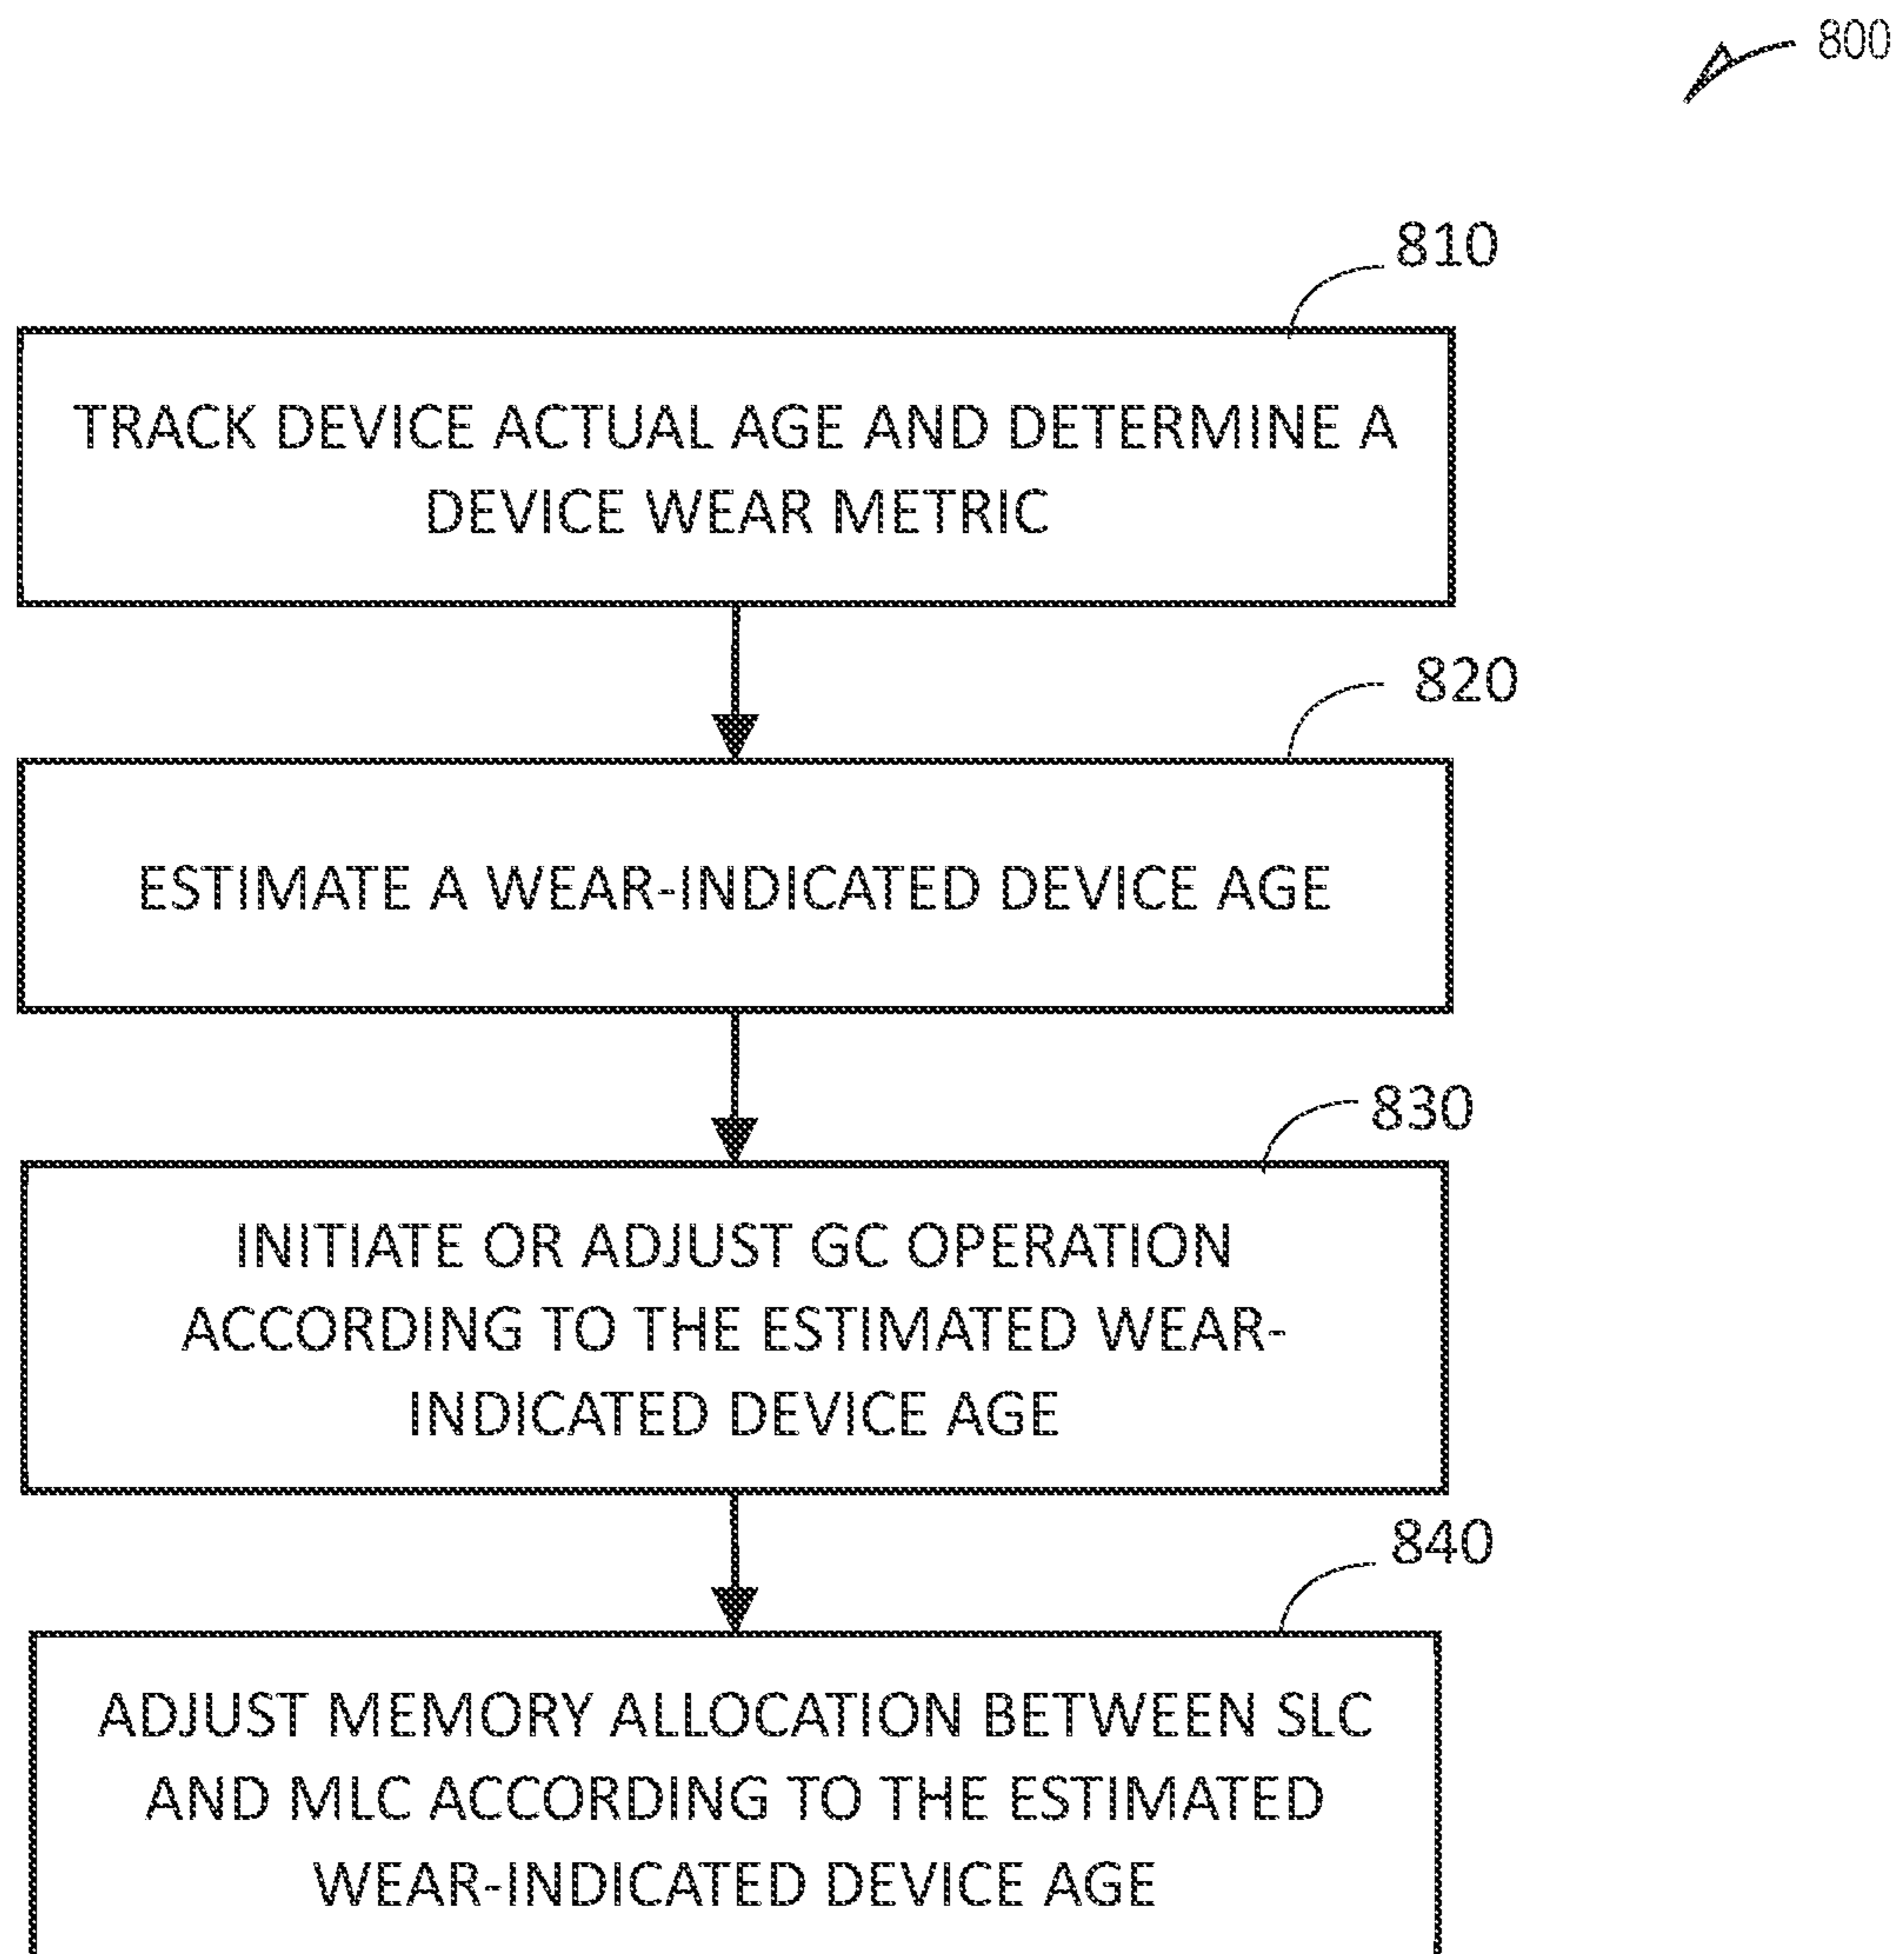 800
810
TRACK DEVICE ACTUAL AGE AND DETERMINE A
DEVICE WEAR METRIC
820
ESTIMATE A WEAR-INDICATED DEVICE AGE
830
INITIATE OR ADJUST GC OPERATION
ACCORDING TO THE ESTIMATED WEAR-
INDICATED DEVICE AGE
840
ADJUST MEMORY ALLOCATION BETWEEN SLC
AND MLC ACCORDING TO THE ESTIMATED
WEAR-INDICATED DEVICE AGE